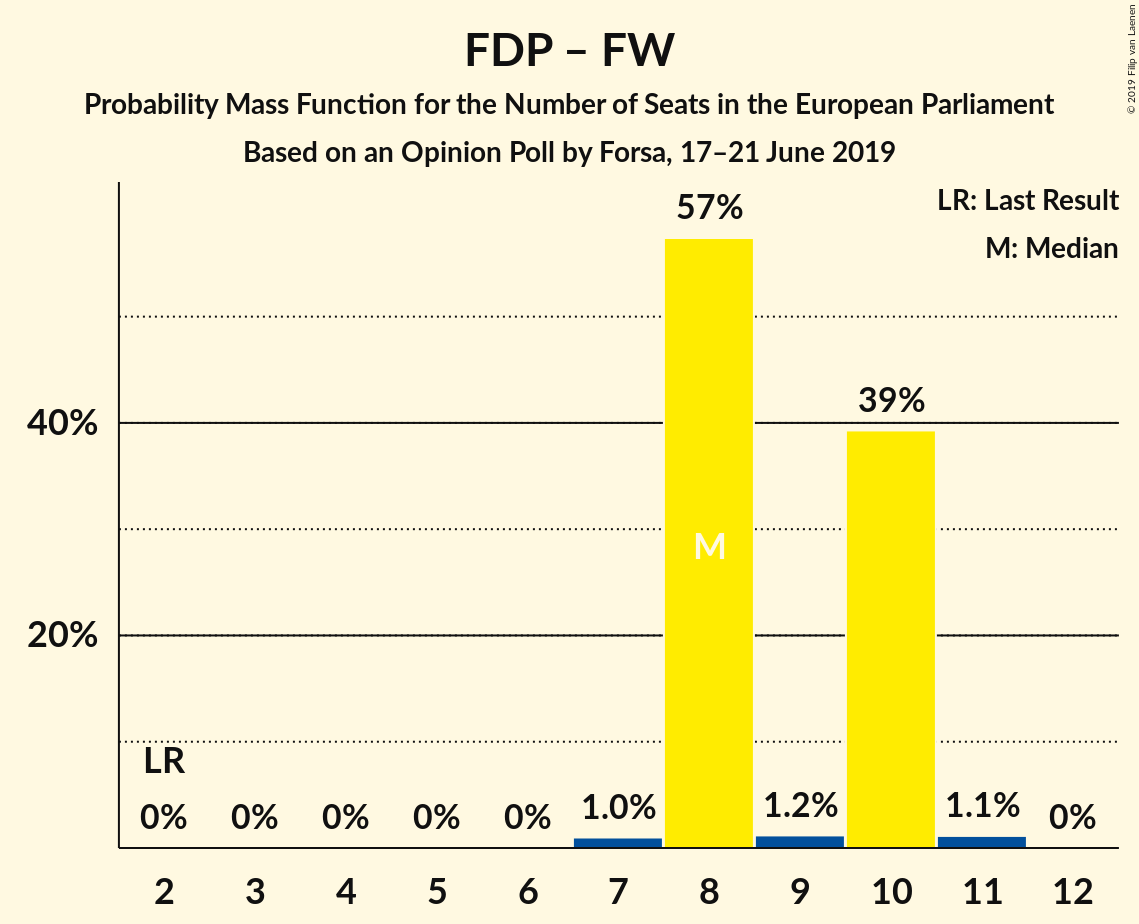 FDP – FW
Probability Mass Function for the Number of Seats in the European Parliament
Based on an Opinion Poll by Forsa, 17–21 June 2019
© 2019 Filip van Laenen
LR: Last Result
M: Median
57%
39%
40%
M
20%
LR
0% 0% 0% 0% 0% 1.0% 1.2% 1.1% 0%
2 3 4 5 6 7 8 9 10 11 12